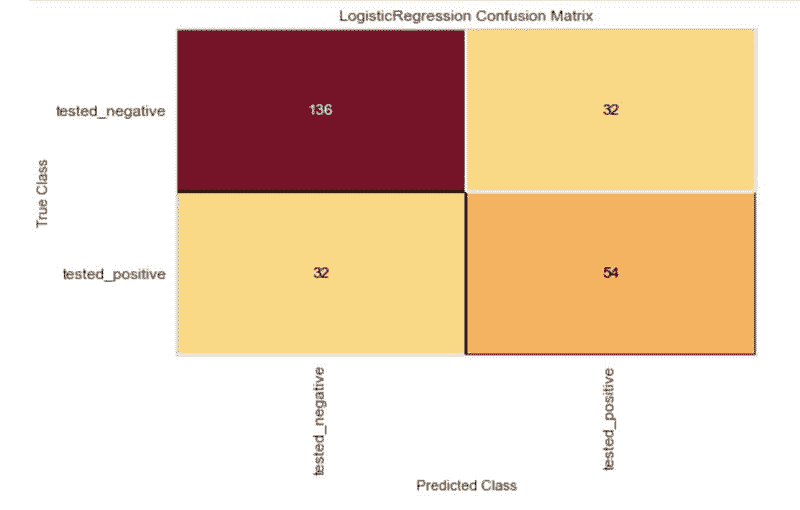 LogisticRegression Confusion Matrix
tested_negative
136
32
True Class
tested_positive
32
54
tested_negative
tested_positive
Predicted Class